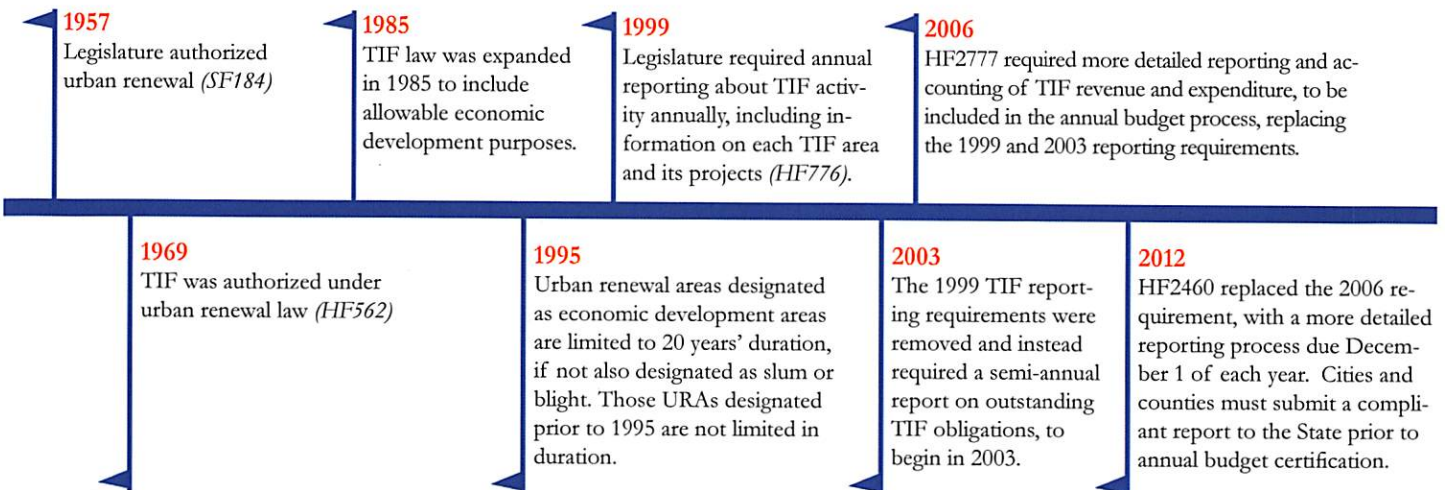 1957
Legislature authorized
urban renewal (SF184)
1985
TIF law was expanded
in 1985 to include
allowable economic
development purposes.
1999
Legislature required annual
reporting about TIF activ-
ity annually, including in-
formation on each TIF area
and its projects (HF776).
2006
HF2777 required more detailed reporting and ac-
counting of TIF revenue and expenditure, to be
included in the annual budget process, replacing
the 1999 and 2003 reporting requirements.
1969
TIF was authorized under
urban renewal law (HF562)
1995
Urban renewal areas designated
as economic development areas
are limited to 20 years’ duration,
if not also designated as slum or
blight. Those URAs designated
prior to 1995 are not limited in
duration.
2003
The 1999 TIF report-
ing requirements were
removed and instead
required a semi-annual
report on outstanding
TIF obligations, to
begin in 2003.
2012
HF2460 replaced the 2006 re-
quirement, with a more detailed
reporting process due Decem-
ber 1 of each year.  Cities and
counties must submit a compli-
ant report to the State prior to
annual budget certification.